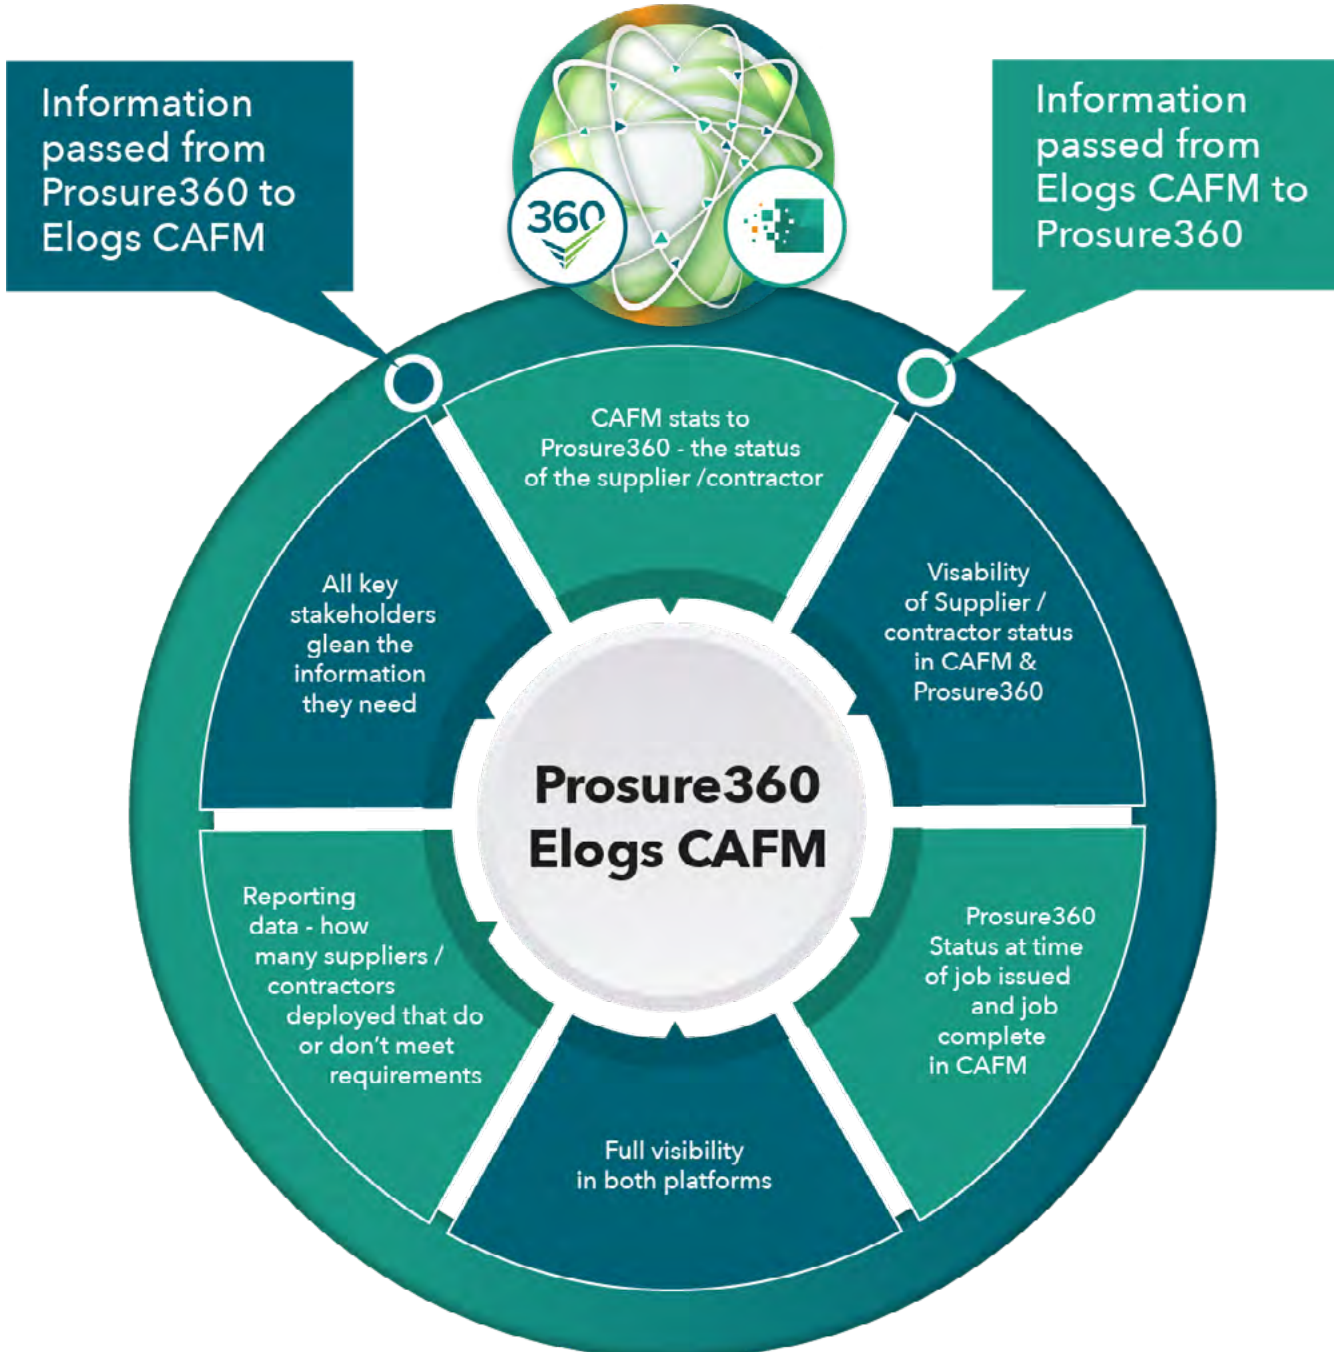 Information
passed from
Prosure360 to
Elogs CAFM
360
Information
passed from
Elogs CAFM to
Prosure360
CAFM stats to
Prosure360 - the status
of the supplier /contractor
Visability
of Supplier /
contractor status
in CAFM &
Prosure360
Prosure360
Status at time
of job issued
and job
complete
in CAFM
Full visibility
in both platforms
Reporting
data - how
many suppliers /
contractors
deployed that do
or don't meet
requirements
All key
stakeholders
glean the
information
they need
Prosure360
Elogs CAFM